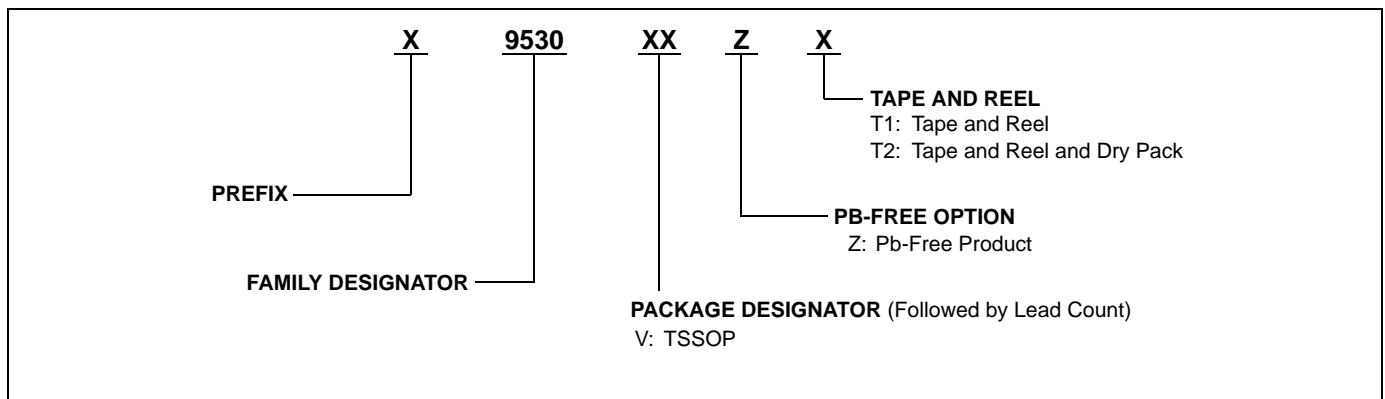 X 9530 XX Z X
TAPE AND REEL
T1: Tape and Reel
T2: Tape and Reel and Dry Pack
PREFIX
PB-FREE OPTION
Z: Pb-Free Product
FAMILY DESIGNATOR
PACKAGE DESIGNATOR (Followed by Lead Count)
V: TSSOP